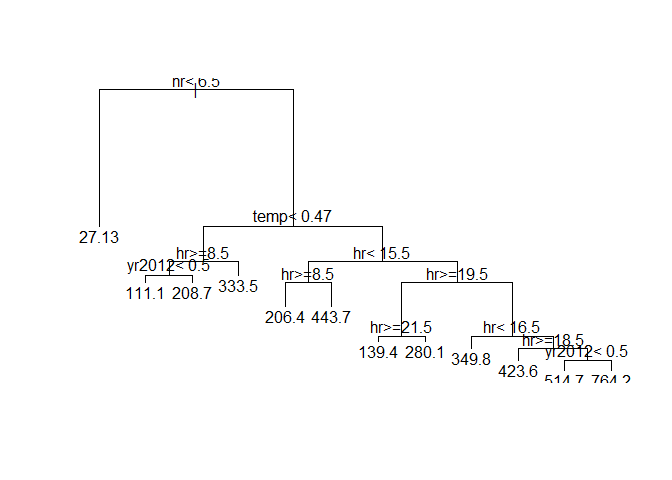 hr< 6.5
temp< 0.47
27.13
hr>=8.5
hr< 15.5
yr2012< 0.5
hr>=8.5
hr>=19.5
333.5
111.1 208.7
206.4 443.7
hr>=21.5
hr< 16.5
hr>=18.5
139.4 280.1
yr2012< 0.5
349.8
423.6
514.7 764.2